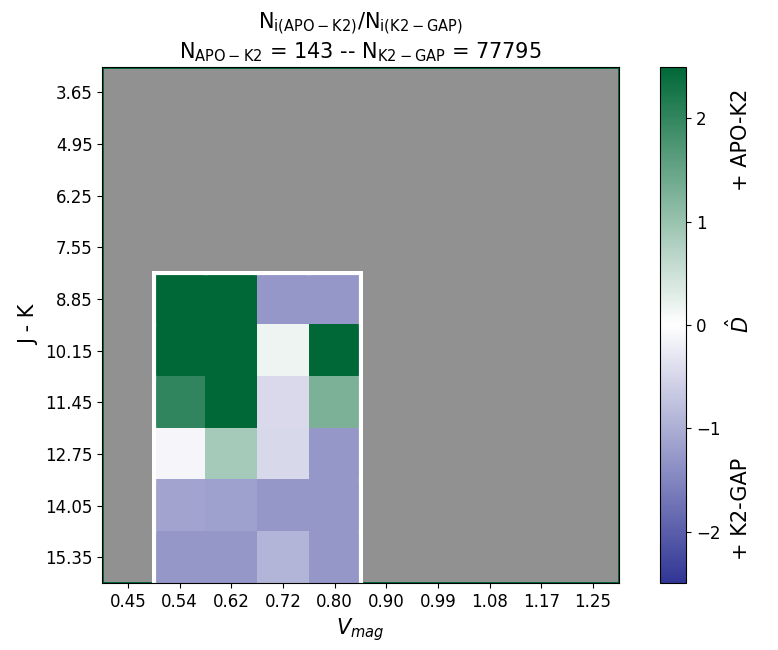 N_i(APO−K2)/N_i(K2−GAP)
N_APO−K2 = 143 -- N_K2−GAP = 77795
3.65
4.95
6.25
7.55
8.85
10.15
11.45
12.75
14.05
15.35
J - K
0.45 0.54 0.62 0.72 0.80 0.90 0.99 1.08 1.17 1.25
V_mag
2
1
0
−1
−2
+ APO-K2
D̂
+ K2-GAP